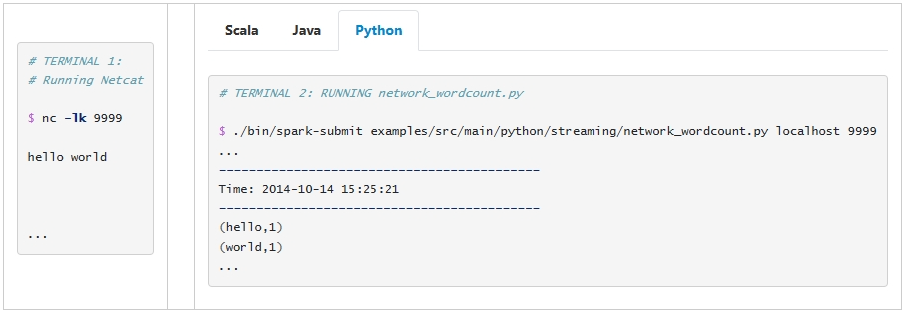 # TERMINAL 1:
# Running Netcat
$ nc -lk 9999
hello world
...
Scala Java Python
# TERMINAL 2: RUNNING network_wordcount.py
$ ./bin/spark-submit examples/src/main/python/streaming/network_wordcount.py localhost 9999
...
-------------------------------------------
Time: 2014-10-14 15:25:21
-------------------------------------------
(hello,1)
(world,1)
...